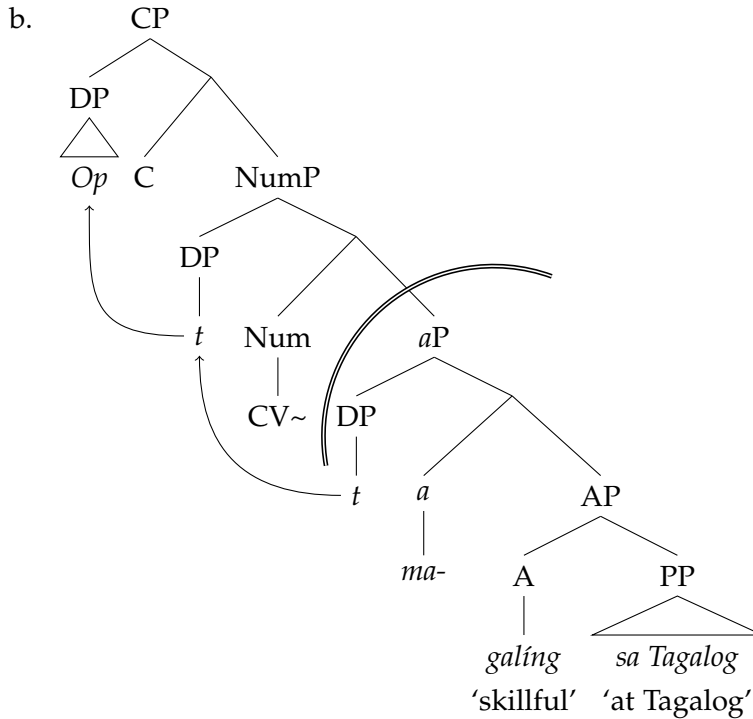 b.
CP
DP
Op C NumP
DP
t Num aP
CV~ DP
t a AP
ma- A PP
galíng sa Tagalog
‘skillful’ ‘at Tagalog’